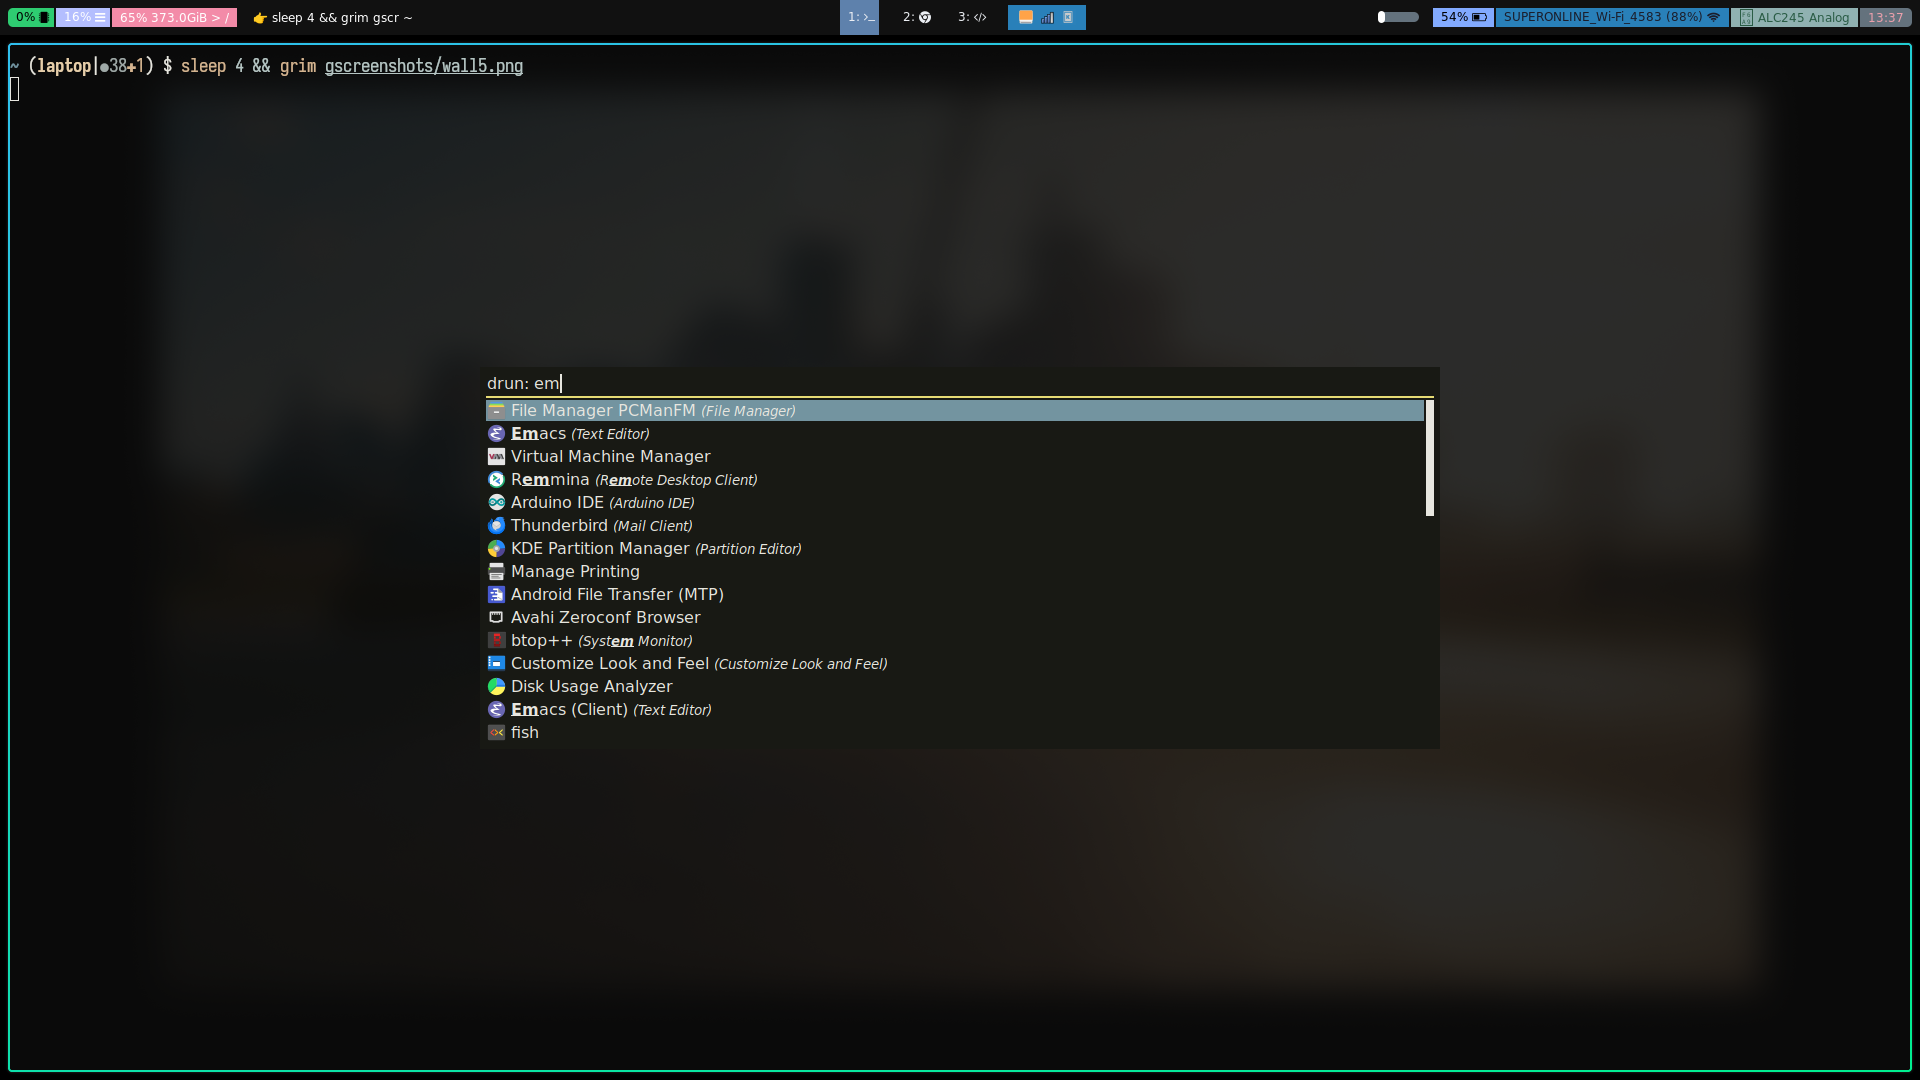 0% 16% 65% 373.0GiB > / 👉 sleep 4 && grim gscr ~ 1: 2: 3: 54% SUPERONLINE_Wi-Fi_4583 (88%) ALC245 Analog 13:37
~ (laptop|●38✚1) $ sleep 4 && grim gscreenshots/wall5.png
drun: em
File Manager PCManFM (File Manager)
Emacs (Text Editor)
Virtual Machine Manager
Remmina (Remote Desktop Client)
Arduino IDE (Arduino IDE)
Thunderbird (Mail Client)
KDE Partition Manager (Partition Editor)
Manage Printing
Android File Transfer (MTP)
Avahi Zeroconf Browser
btop++ (System Monitor)
Customize Look and Feel (Customize Look and Feel)
Disk Usage Analyzer
Emacs (Client) (Text Editor)
fish